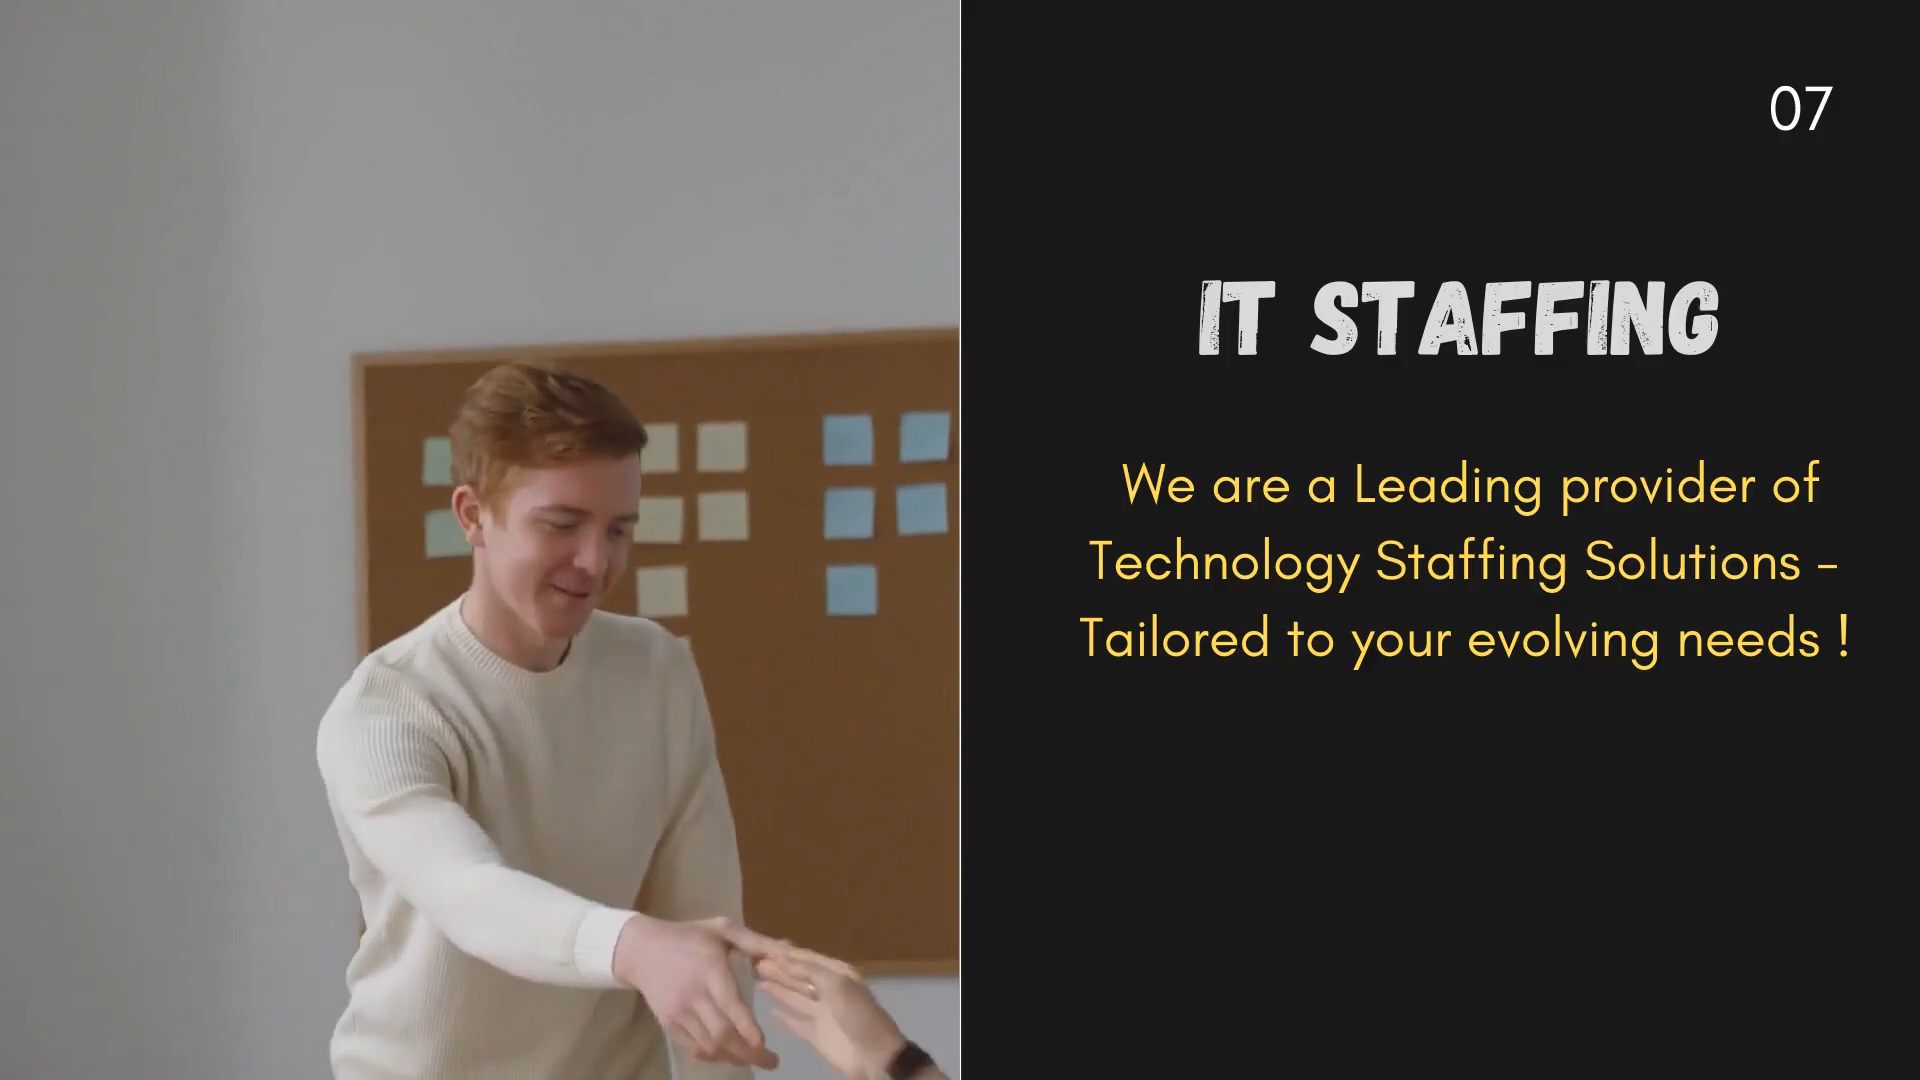 07
IT STAFFING
We are a Leading provider of
Technology Staffing Solutions -
Tailored to your evolving needs !